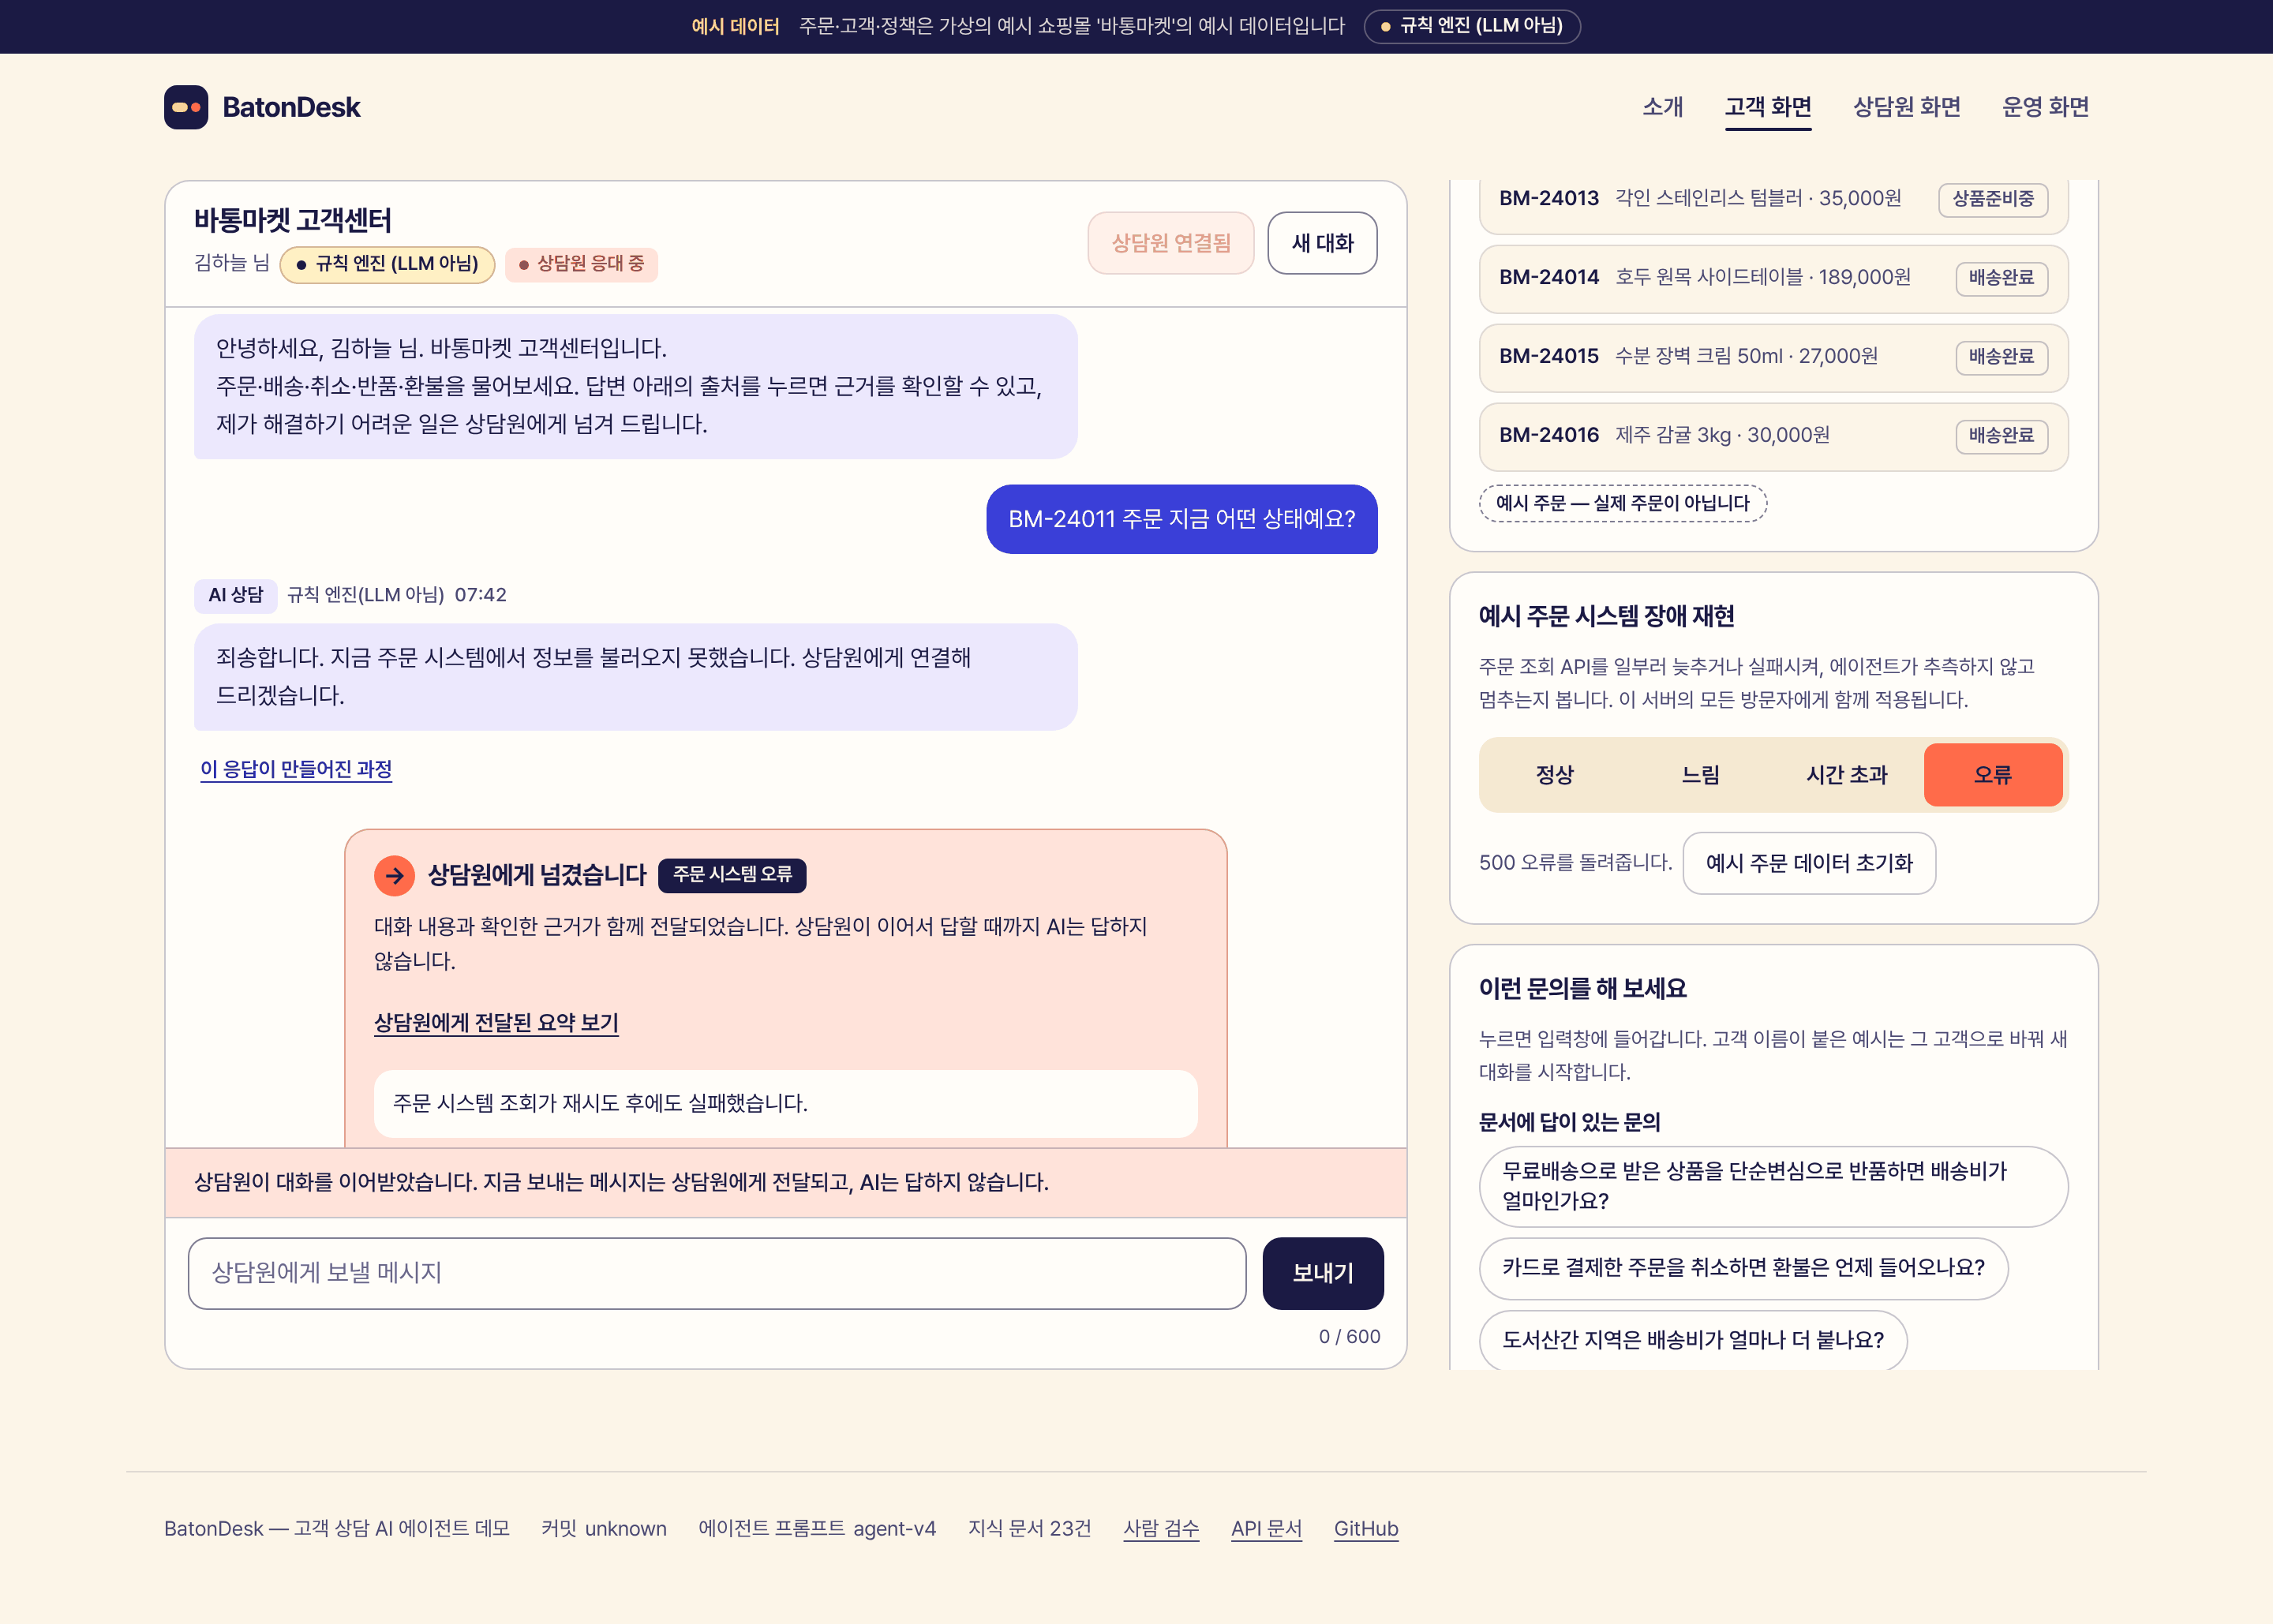 예시 데이터 주문·고객·정책은 가상의 예시 쇼핑몰 '바통마켓'의 예시 데이터입니다 규칙 엔진 (LLM 아님)
BatonDesk
소개 고객 화면 상담원 화면 운영 화면
바통마켓 고객센터
김하늘 님 규칙 엔진 (LLM 아님) 상담원 응대 중
상담원 연결됨 새 대화
안녕하세요, 김하늘 님. 바통마켓 고객센터입니다.
주문·배송·취소·반품·환불을 물어보세요. 답변 아래의 출처를 누르면 근거를 확인할 수 있고,
제가 해결하기 어려운 일은 상담원에게 넘겨 드립니다.
BM-24011 주문 지금 어떤 상태예요?
AI 상담 규칙 엔진(LLM 아님) 07:42
죄송합니다. 지금 주문 시스템에서 정보를 불러오지 못했습니다. 상담원에게 연결해
드리겠습니다.
이 응답이 만들어진 과정
상담원에게 넘겼습니다 주문 시스템 오류
대화 내용과 확인한 근거가 함께 전달되었습니다. 상담원이 이어서 답할 때까지 AI는 답하지
않습니다.
상담원에게 전달된 요약 보기
주문 시스템 조회가 재시도 후에도 실패했습니다.
상담원이 대화를 이어받았습니다. 지금 보내는 메시지는 상담원에게 전달되고, AI는 답하지 않습니다.
상담원에게 보낼 메시지
보내기
0 / 600
BM-24013 각인 스테인리스 텀블러 · 35,000원 상품준비중
BM-24014 호두 원목 사이드테이블 · 189,000원 배송완료
BM-24015 수분 장벽 크림 50ml · 27,000원 배송완료
BM-24016 제주 감귤 3kg · 30,000원 배송완료
예시 주문 — 실제 주문이 아닙니다
예시 주문 시스템 장애 재현
주문 조회 API를 일부러 늦추거나 실패시켜, 에이전트가 추측하지 않고
멈추는지 봅니다. 이 서버의 모든 방문자에게 함께 적용됩니다.
정상 느림 시간 초과 오류
500 오류를 돌려줍니다. 예시 주문 데이터 초기화
이런 문의를 해 보세요
누르면 입력창에 들어갑니다. 고객 이름이 붙은 예시는 그 고객으로 바꿔 새
대화를 시작합니다.
문서에 답이 있는 문의
무료배송으로 받은 상품을 단순변심으로 반품하면 배송비가
얼마인가요?
카드로 결제한 주문을 취소하면 환불은 언제 들어오나요?
도서산간 지역은 배송비가 얼마나 더 붙나요?
BatonDesk — 고객 상담 AI 에이전트 데모 커밋 unknown 에이전트 프롬프트 agent-v4 지식 문서 23건 사람 검수 API 문서 GitHub